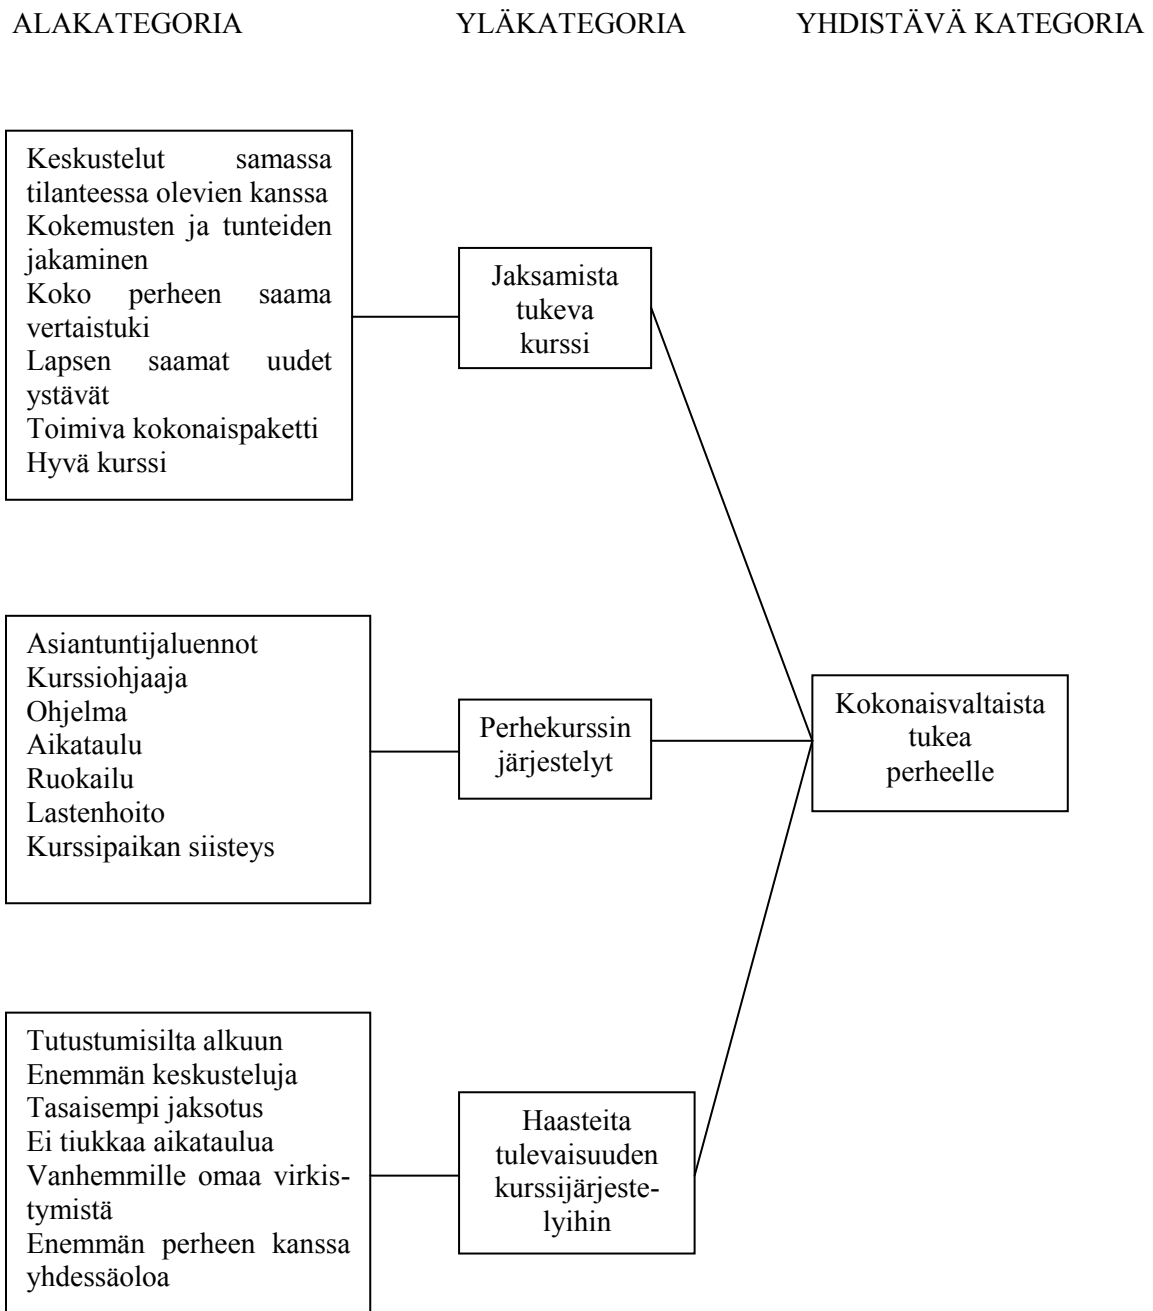 ALAKATEGORIA YLÄKATEGORIA YHDISTÄVÄ KATEGORIA
Keskustelut samassa
tilanteessa olevien kanssa
Kokemusten ja tunteiden
jakaminen
Koko perheen saama
vertaistuki
Lapsen saamat uudet
ystävät
Toimiva kokonaispaketti
Hyvä kurssi
Jaksamista
tukeva
kurssi
Asiantuntijaluennot
Kurssiohjaaja
Ohjelma
Aikataulu
Ruokailu
Lastenhoito
Kurssipaikan siisteys
Perhekurssin
järjestelyt
Kokonaisvaltaista
tukea
perheelle
Tutustumisilta alkuun
Enemmän keskusteluja
Tasaisempi jaksotus
Ei tiukkaa aikataulua
Vanhemmille omaa virkis-
tymistä
Enemmän perheen kanssa
yhdessäoloa
Haasteita
tulevaisuuden
kurssijärjeste-
lyihin